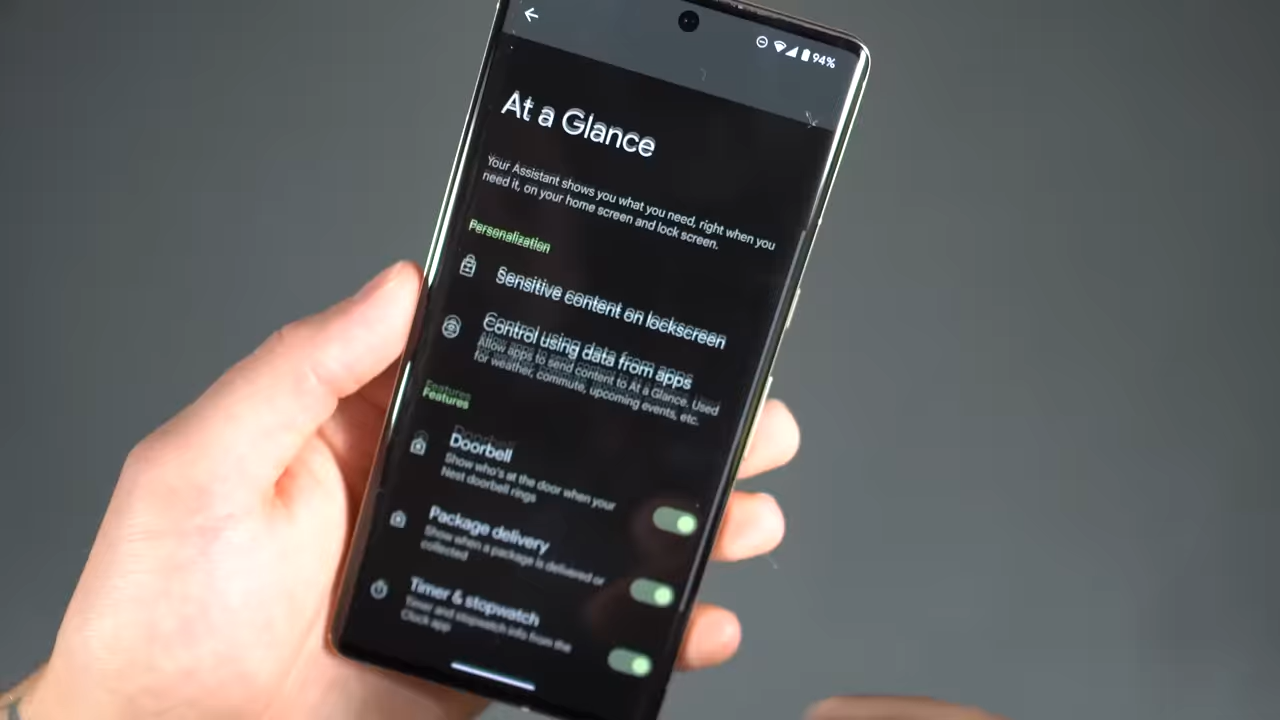 94%
At a Glance
Your Assistant shows you what you need, right when you
need it, on your home screen and lock screen.
Personalization
Sensitive content on lockscreen
Control using data from apps
Allow apps to send content to At a Glance. Used
for weather, commute, upcoming events, etc.
Features
Doorbell
Show who's at the door when your
Nest doorbell rings
Package delivery
Show when a package is delivered or
collected
Timer & stopwatch
Timer and stopwatch info from the
Clock app